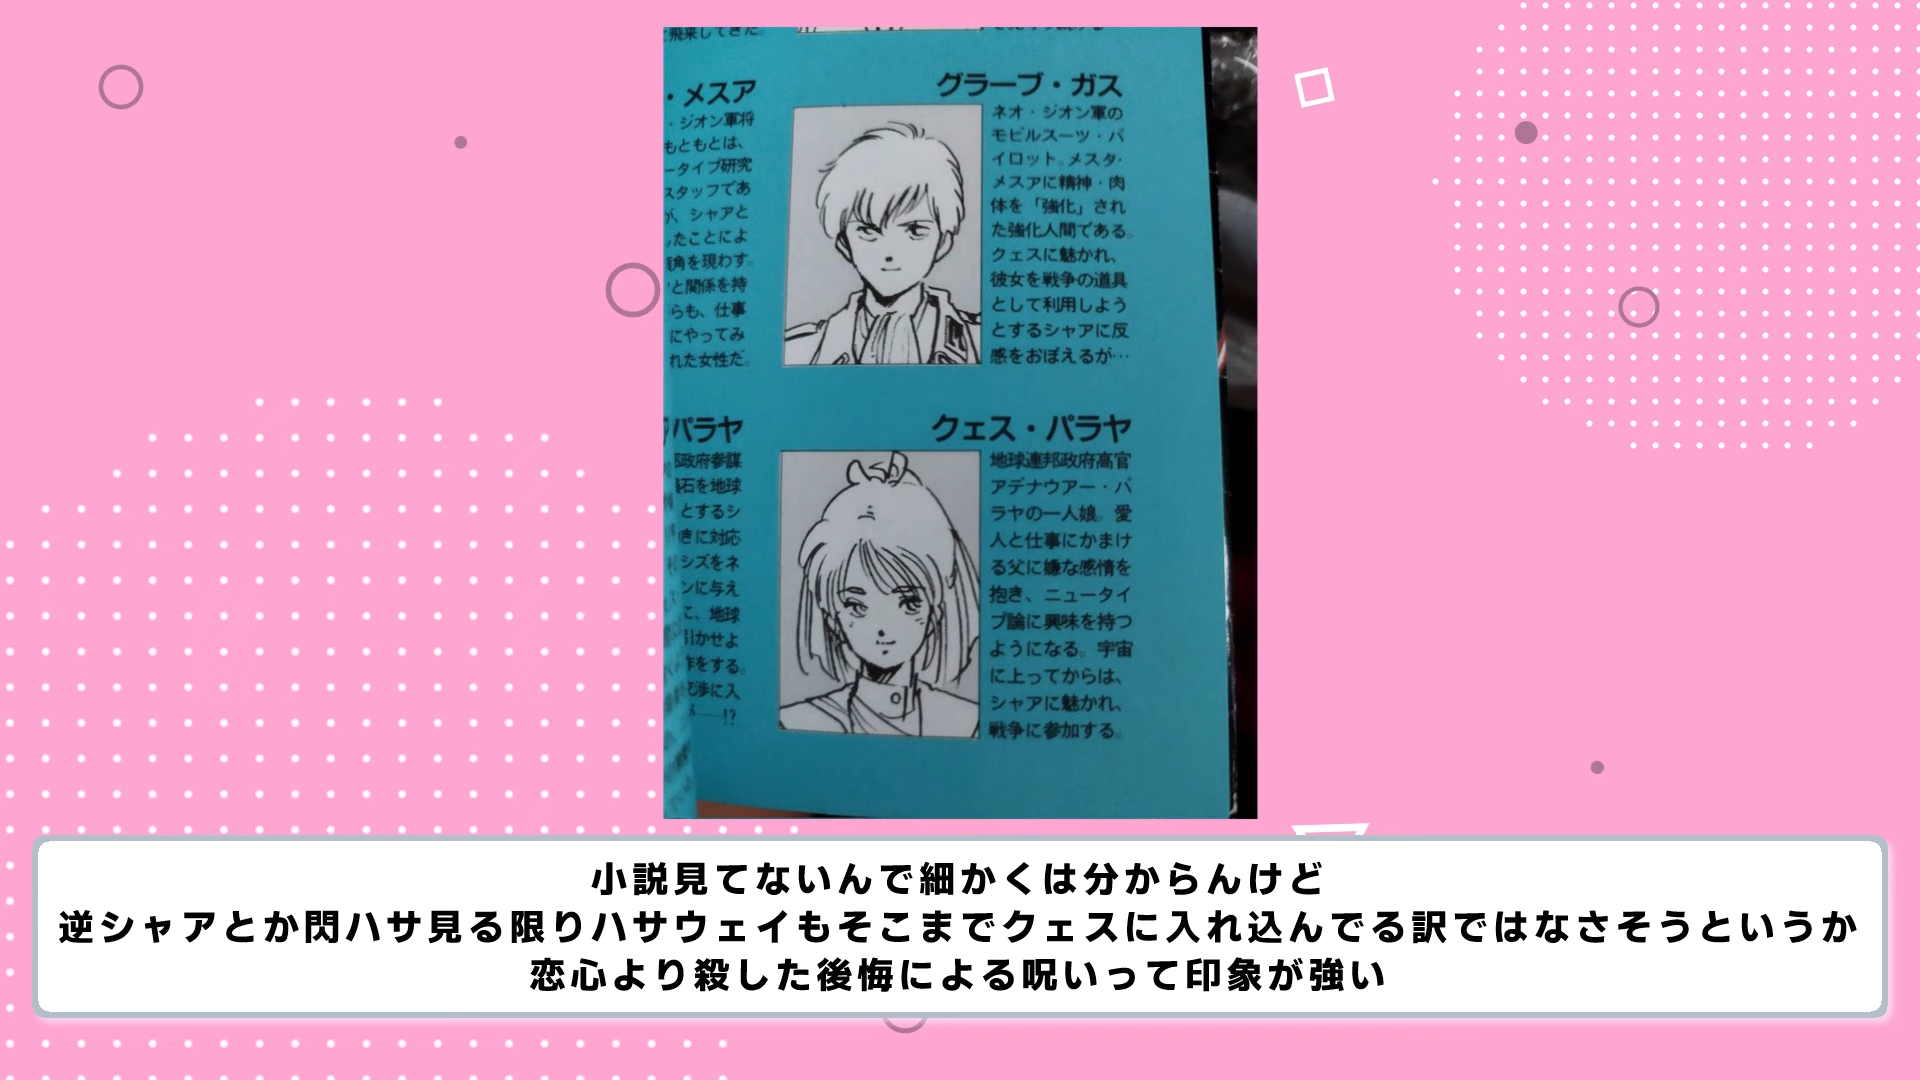 飛来してきた。
・メスア
・ジオン軍将
もともとは、
ータイプ研究
スタッフであ
が、シャアと
したことによ
頭角を現わす。
と関係を持
らも、仕事
にやってみ
れた女性だ。
パラヤ
邦政府参謀
石を地球
とするシ
きに対応
シズをネ
ンに与え
に、地球
引かせよ
作をする。
渉に入
が──!?
グラーブ・ガス
ネオ・ジオン軍の
モビルスーツ・パ
イロット。メスタ・
メスアに精神・肉
体を「強化」され
た強化人間である。
クェスに魅かれ、
彼女を戦争の道具
として利用しよう
とするシャアに反
感をおぼえるが…
クェス・パラヤ
地球連邦政府高官
アデナウアー・パ
ラヤの一人娘。愛
人と仕事にかまけ
る父に嫌な感情を
抱き、ニュータイ
プ論に興味を持つ
ようになる。宇宙
に上ってからは、
シャアに魅かれ、
戦争に参加する。
小説見てないんで細かくは分からんけど
逆シャアとか閃ハサ見る限りハサウェイもそこまでクェスに入れ込んでる訳ではなさそうというか
恋心より殺した後悔による呪いって印象が強い